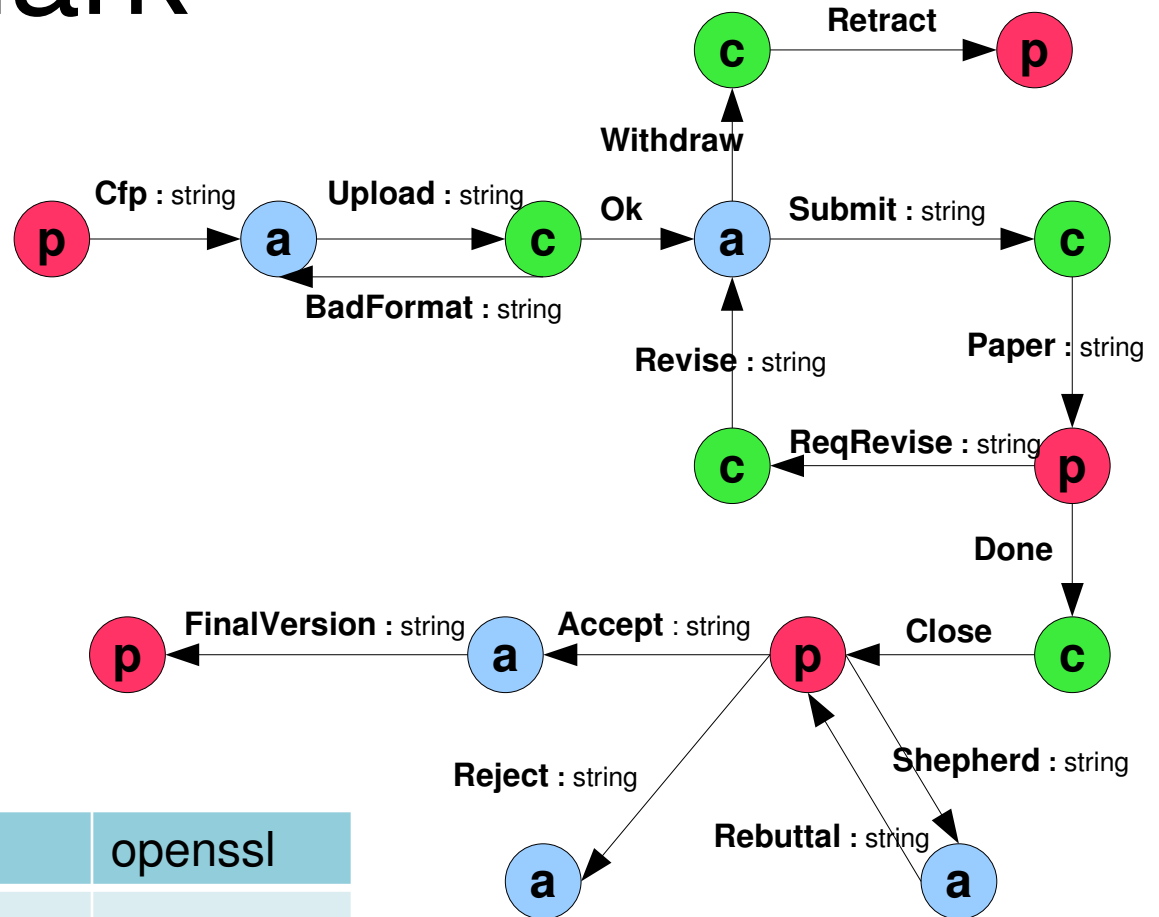 c
Retract
p
Withdraw
p
Cfp : string
a
Upload : string
c
Ok
a
Submit : string
c
BadFormat : string
Revise : string
Paper : string
c
ReqRevise : string
p
Done
p
FinalVersion : string
a
Accept : string
p
Close
c
Reject : string
Shepherd : string
Rebuttal : string
a
a
openssl